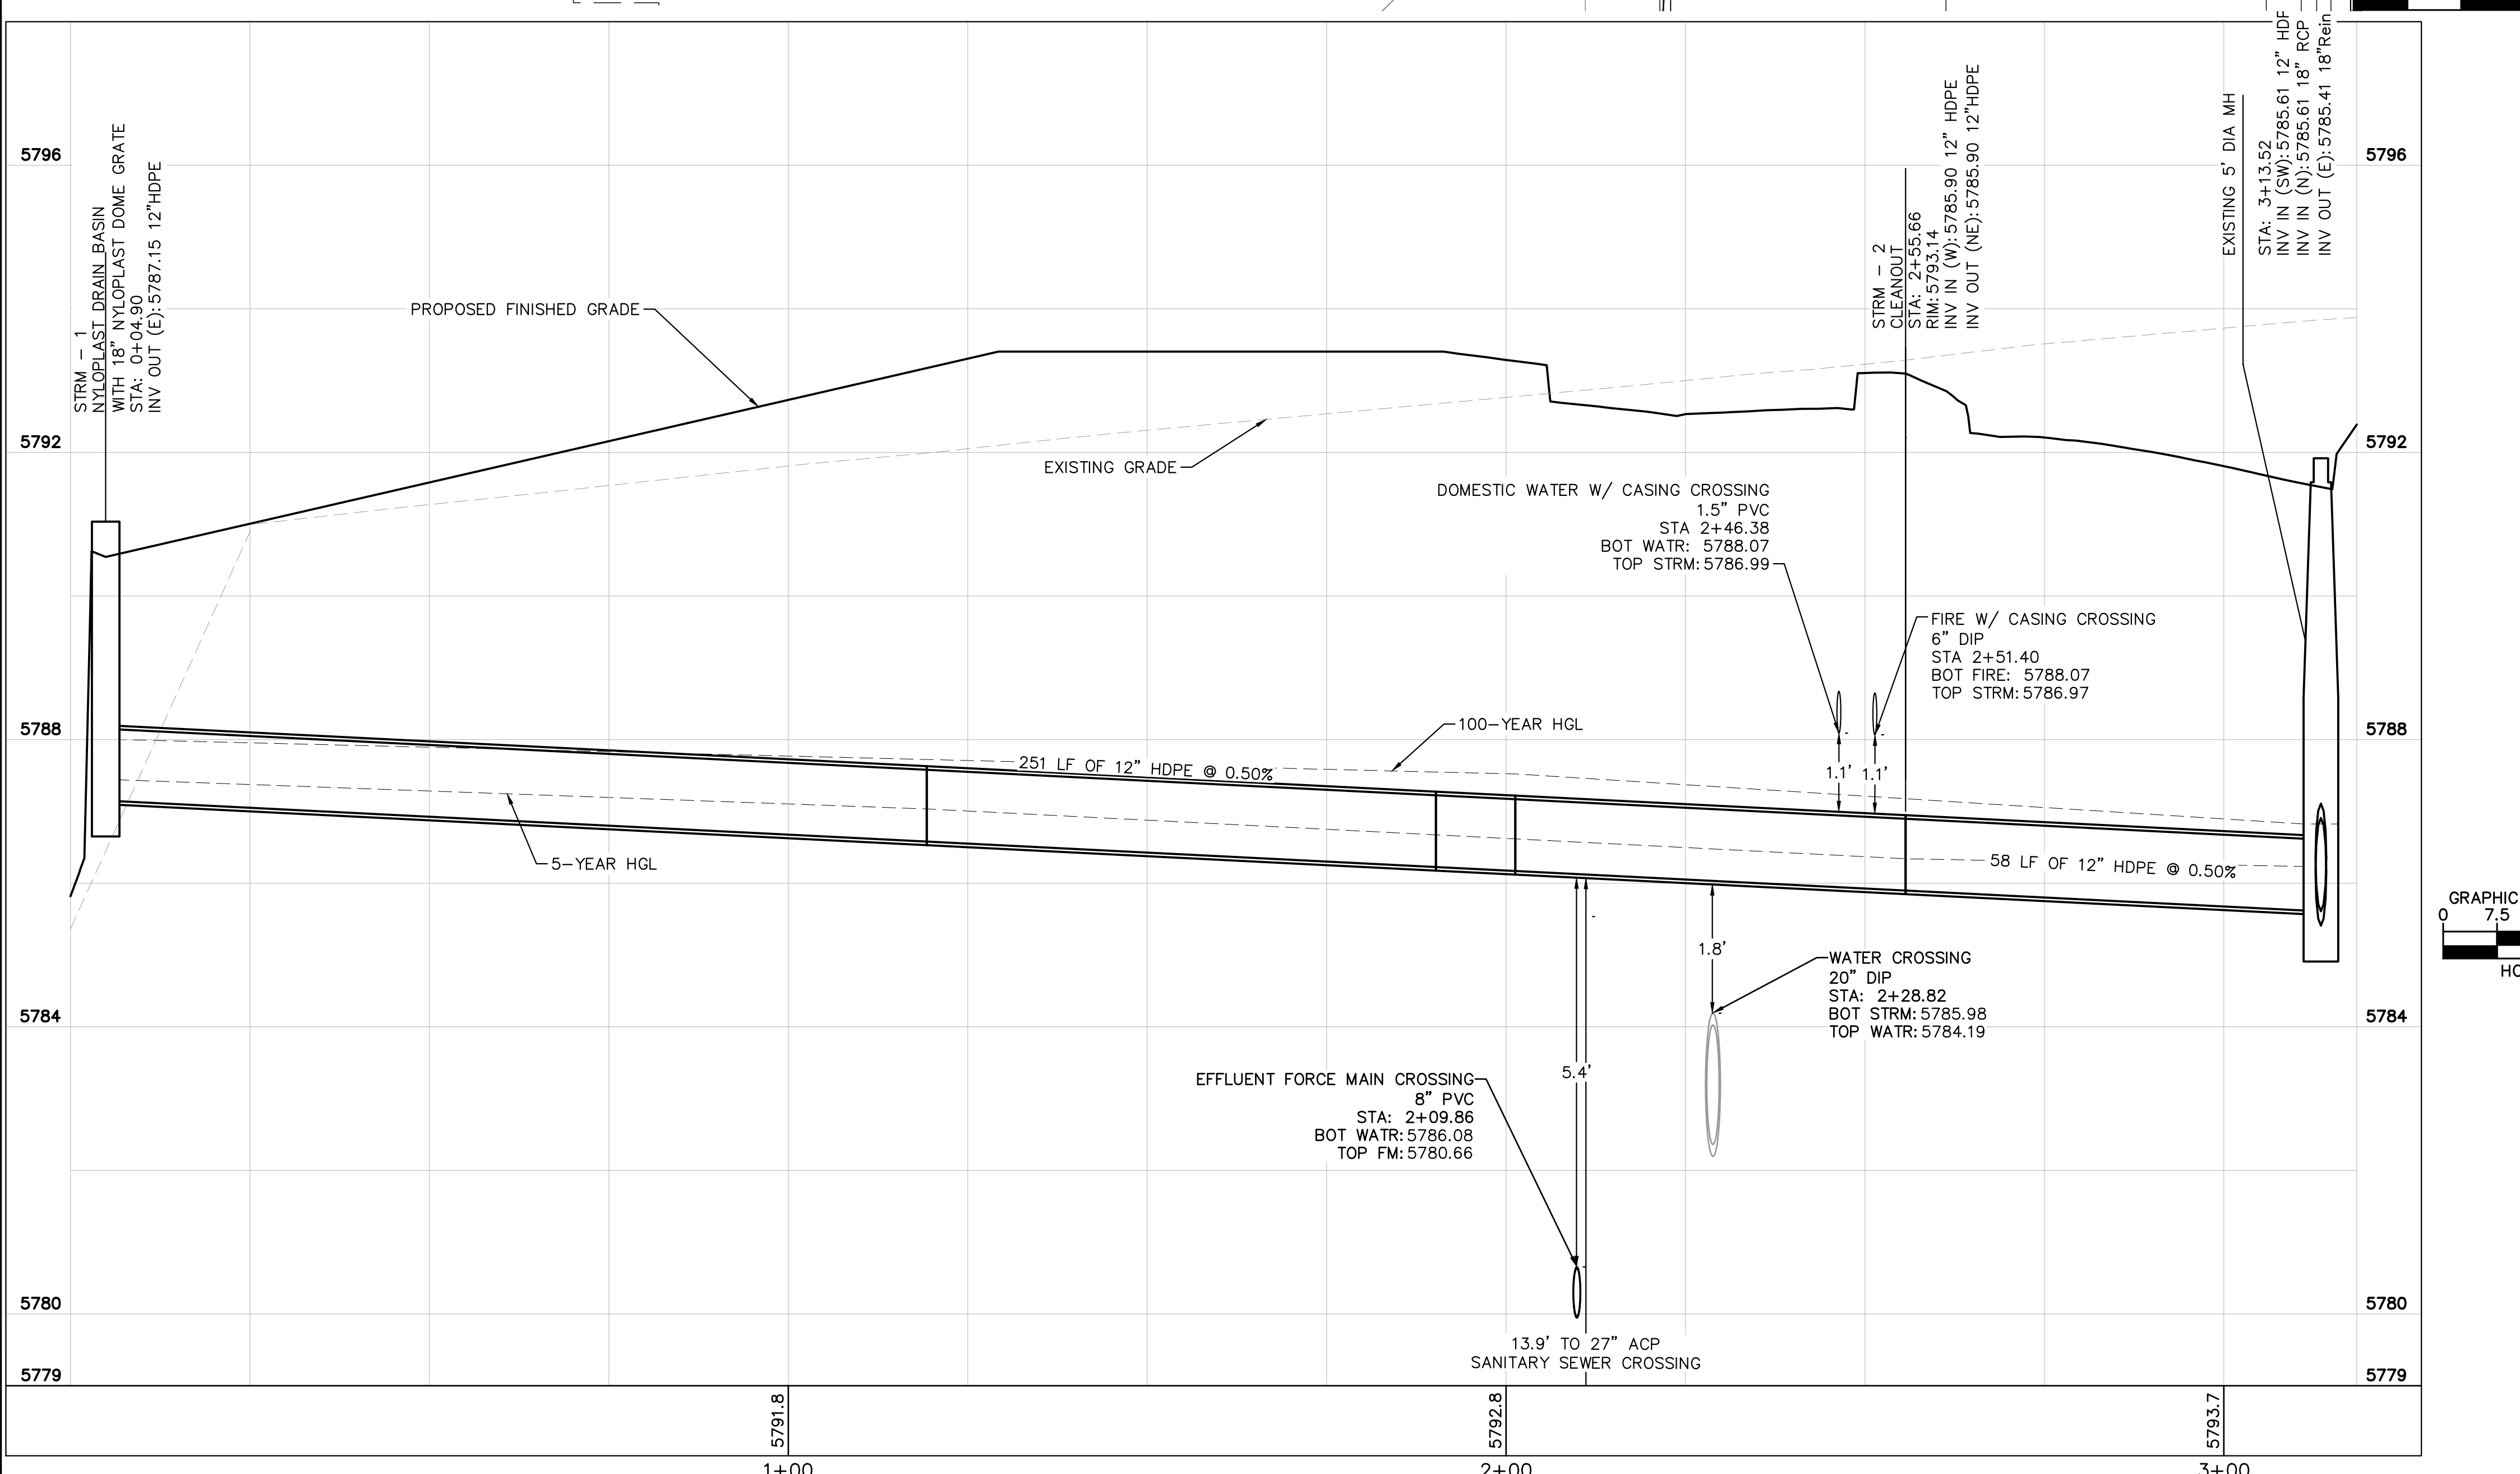 STRM - 1
NYLOPLAST DRAIN BASIN
WITH 18" NYLOPLAST DOME GRATE
STA: 0+04.90
INV OUT (E):5787.15 12"HDPE
PROPOSED FINISHED GRADE
EXISTING GRADE
STRM - 2
CLEANOUT
STA: 2+55.66
RIM:5793.14
INV IN (W):5785.90 12" HDPE
INV OUT (NE):5785.90 12"HDPE
EXISTING 5' DIA MH
STA: 3+13.52
INV IN (SW):5785.61 12" HDP
INV IN (N):5785.61 18" RCP
INV OUT (E):5785.41 18"Rein
5796
5796
5792
5792
DOMESTIC WATER W/ CASING CROSSING
1.5" PVC
STA 2+46.38
BOT WATR: 5788.07
TOP STRM:5786.99
FIRE W/ CASING CROSSING
6" DIP
STA 2+51.40
BOT FIRE: 5788.07
TOP STRM:5786.97
5788
5788
100-YEAR HGL
251 LF OF 12" HDPE @ 0.50%
1.1'
1.1'
5-YEAR HGL
58 LF OF 12" HDPE @ 0.50%
1.8'
WATER CROSSING
20" DIP
STA: 2+28.82
BOT STRM:5785.98
TOP WATR:5784.19
5784
5784
5.4'
EFFLUENT FORCE MAIN CROSSING
8" PVC
STA: 2+09.86
BOT WATR:5786.08
TOP FM:5780.66
5780
5780
13.9' TO 27" ACP
SANITARY SEWER CROSSING
5779
5779
5791.8
5792.8
5793.7
1+00
2+00
3+00
GRAPHIC
0 7.5